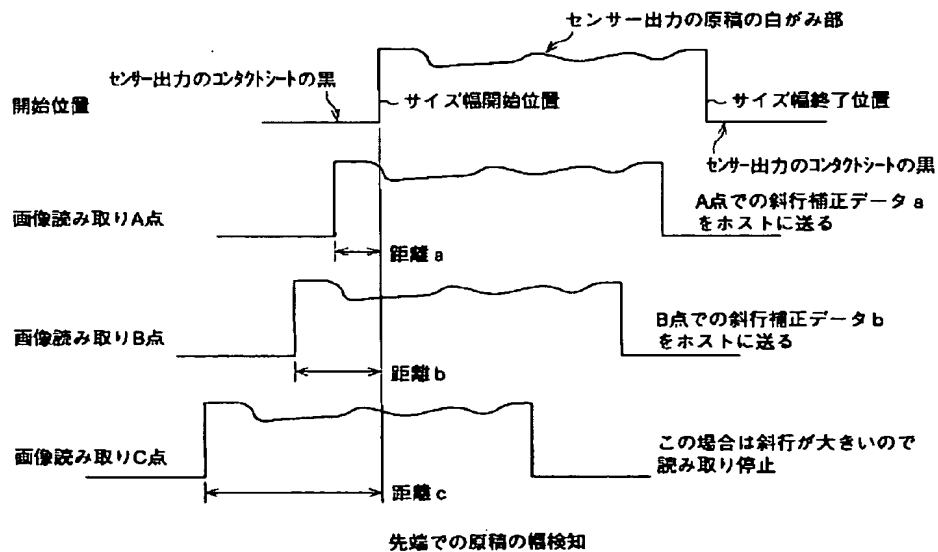 センサー出力の原稿の白がみ部
センサー出力のコンタクトシートの黒
開始位置
サイズ幅開始位置
サイズ幅終了位置
センサー出力のコンタクトシートの黒
画像読み取りA点
A点での斜行補正データa
をホストに送る
距離a
画像読み取りB点
B点での斜行補正データb
をホストに送る
距離b
画像読み取りC点
この場合は斜行が大きいので
読み取り停止
距離c
先端での原稿の幅検知